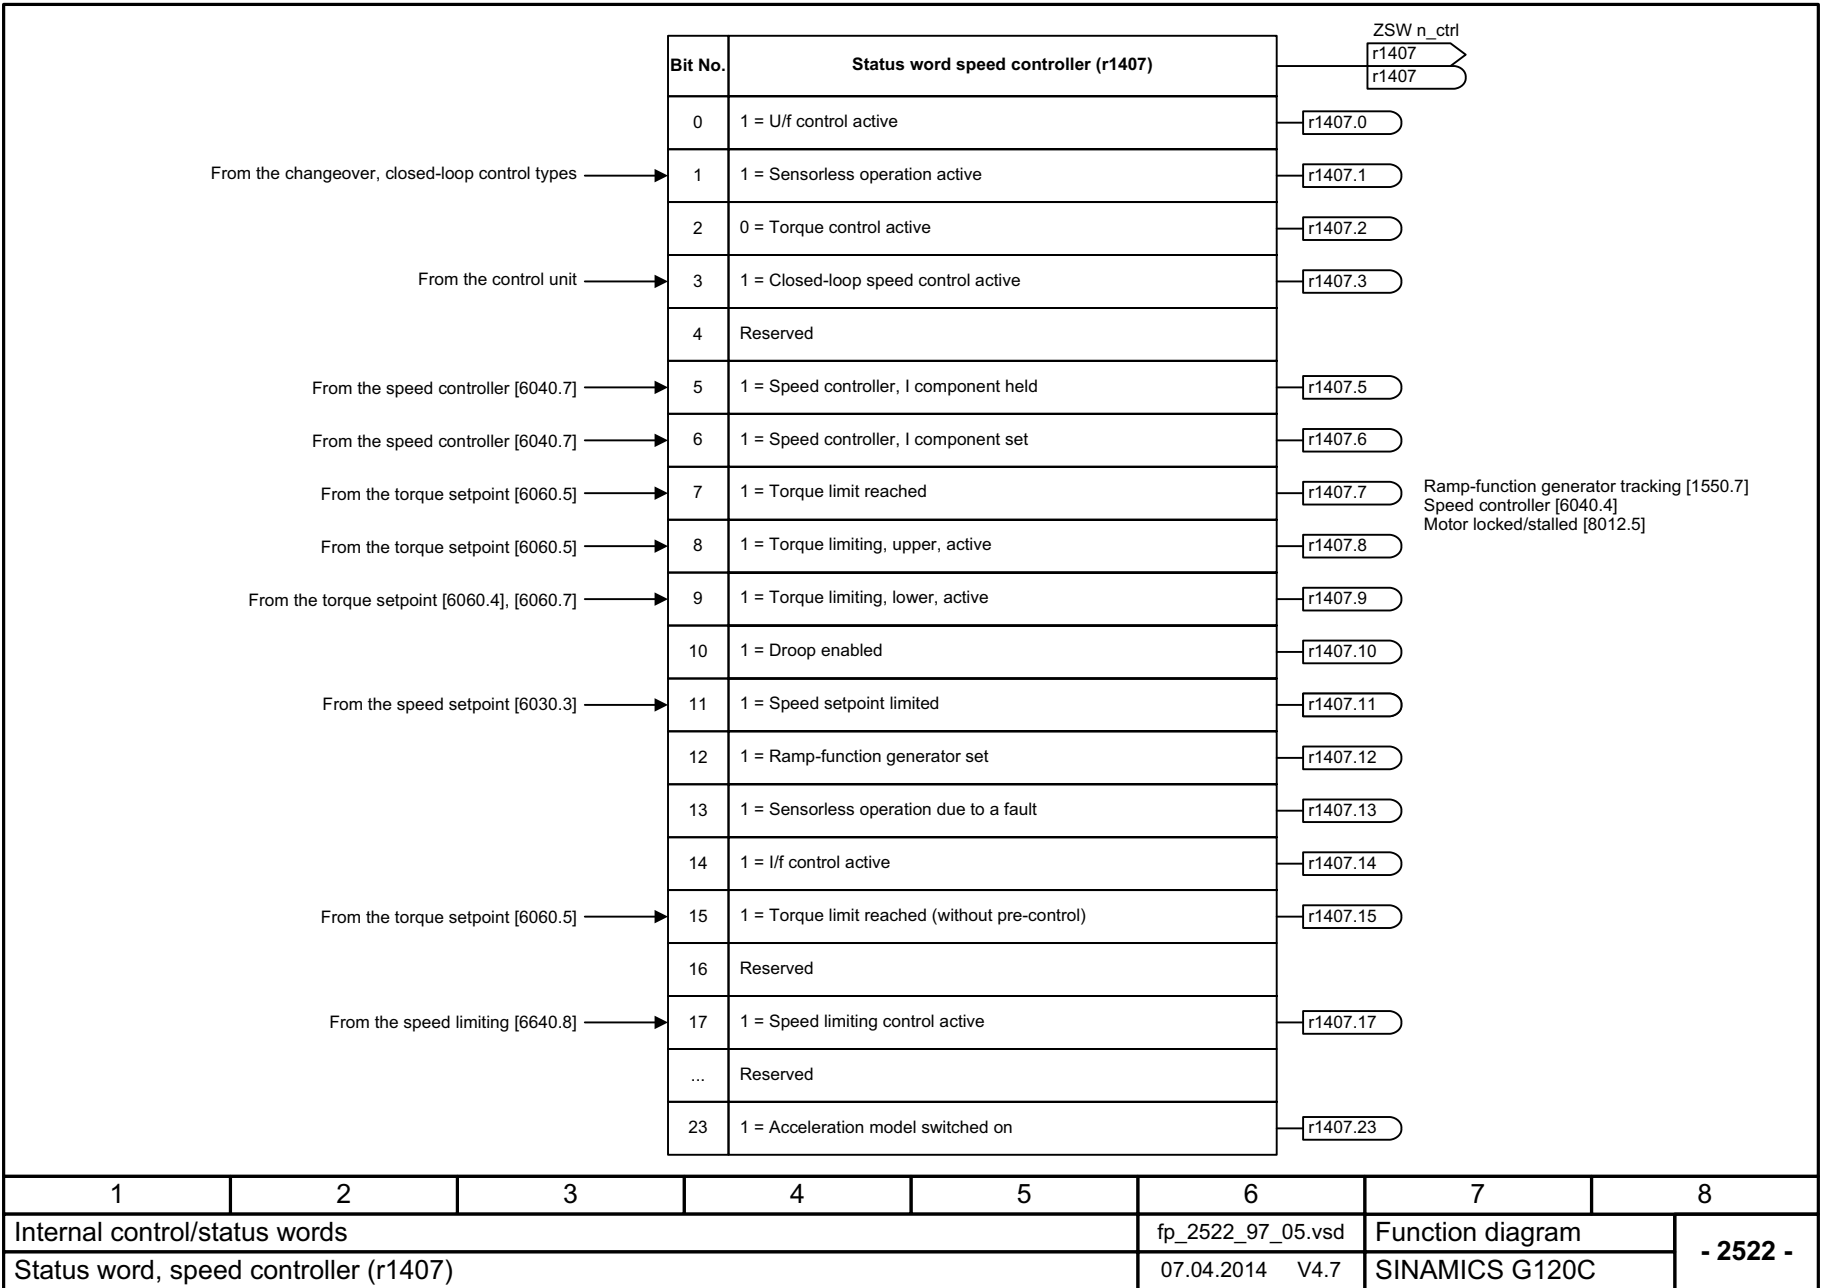 ZSW n_ctrl
Bit No. Status word speed controller (r1407) r1407
r1407
0 1 = U/f control active r1407.0
From the changeover, closed-loop control types 1 1 = Sensorless operation active r1407.1
2 0 = Torque control active r1407.2
From the control unit 3 1 = Closed-loop speed control active r1407.3
4 Reserved
From the speed controller [6040.7] 5 1 = Speed controller, I component held r1407.5
From the speed controller [6040.7] 6 1 = Speed controller, I component set r1407.6
From the torque setpoint [6060.5] 7 1 = Torque limit reached r1407.7 Ramp-function generator tracking [1550.7]
Speed controller [6040.4]
Motor locked/stalled [8012.5]
From the torque setpoint [6060.5] 8 1 = Torque limiting, upper, active r1407.8
From the torque setpoint [6060.4], [6060.7] 9 1 = Torque limiting, lower, active r1407.9
10 1 = Droop enabled r1407.10
From the speed setpoint [6030.3] 11 1 = Speed setpoint limited r1407.11
12 1 = Ramp-function generator set r1407.12
13 1 = Sensorless operation due to a fault r1407.13
14 1 = I/f control active r1407.14
From the torque setpoint [6060.5] 15 1 = Torque limit reached (without pre-control) r1407.15
16 Reserved
From the speed limiting [6640.8] 17 1 = Speed limiting control active r1407.17
... Reserved
23 1 = Acceleration model switched on r1407.23
1 2 3 4 5 6 7 8
Internal control/status words fp_2522_97_05.vsd Function diagram - 2522 -
Status word, speed controller (r1407) 07.04.2014 V4.7 SINAMICS G120C